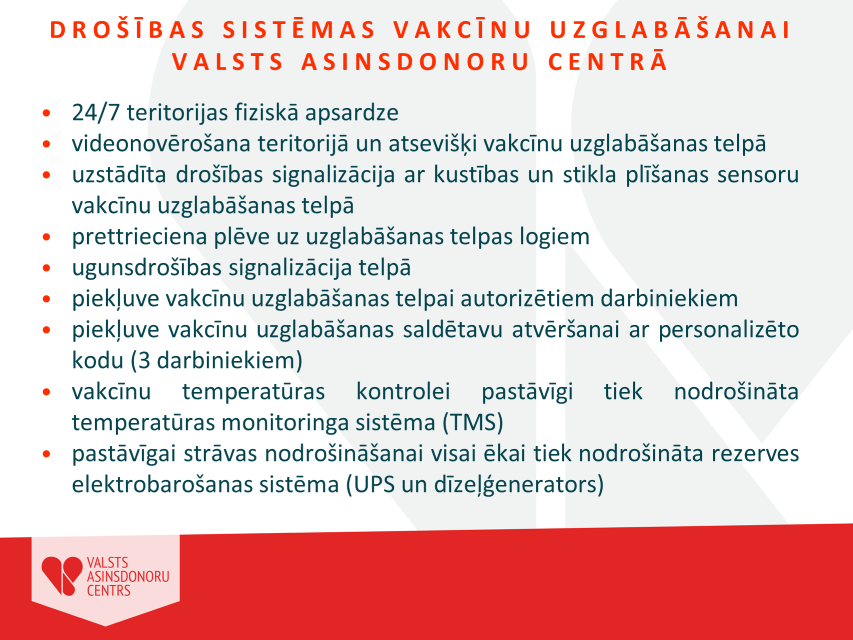 DROŠĪBAS SISTĒMAS VAKCĪNU UZGLABĀŠANAI
VALSTS ASINSDONORU CENTRĀ
• 24/7 teritorijas fiziskā apsardze
• videonovērošana teritorijā un atsevišķi vakcīnu uzglabāšanas telpā
• uzstādīta drošības signalizācija ar kustības un stikla plīšanas sensoru
vakcīnu uzglabāšanas telpā
• prettrieciena plēve uz uzglabāšanas telpas logiem
• ugunsdrošības signalizācija telpā
• piekļuve vakcīnu uzglabāšanas telpai autorizētiem darbiniekiem
• piekļuve vakcīnu uzglabāšanas saldētavu atvēršanai ar personalizēto
kodu (3 darbiniekiem)
• vakcīnu temperatūras kontrolei pastāvīgi tiek nodrošināta
temperatūras monitoringa sistēma (TMS)
• pastāvīgai strāvas nodrošināšanai visai ēkai tiek nodrošināta rezerves
elektrobarošanas sistēma (UPS un dīzeļģenerators)
VALSTS
ASINSDONORU
CENTRS